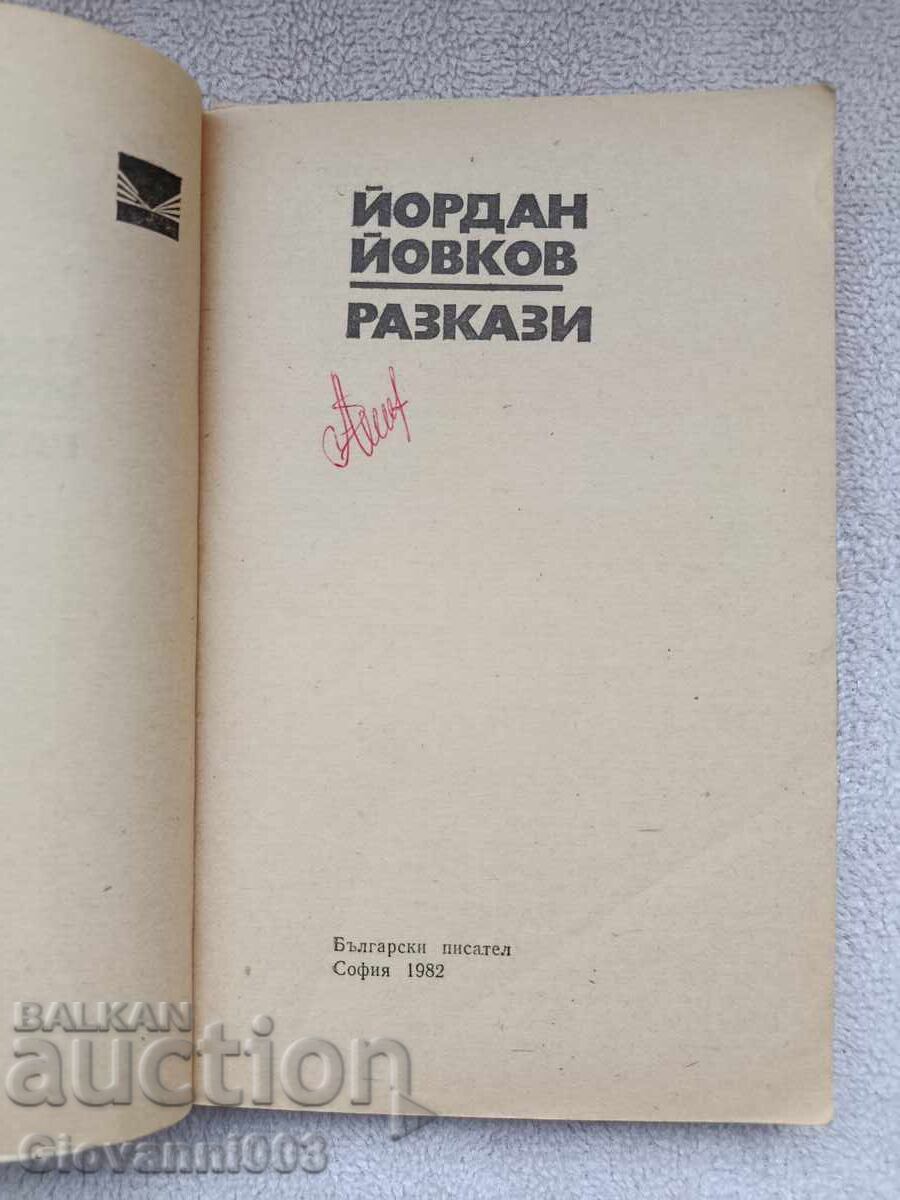 ЙОРДАН
ЙОВКОВ
РАЗКАЗИ
Български писател
София 1982
BALKAN
auction
Giovanni003